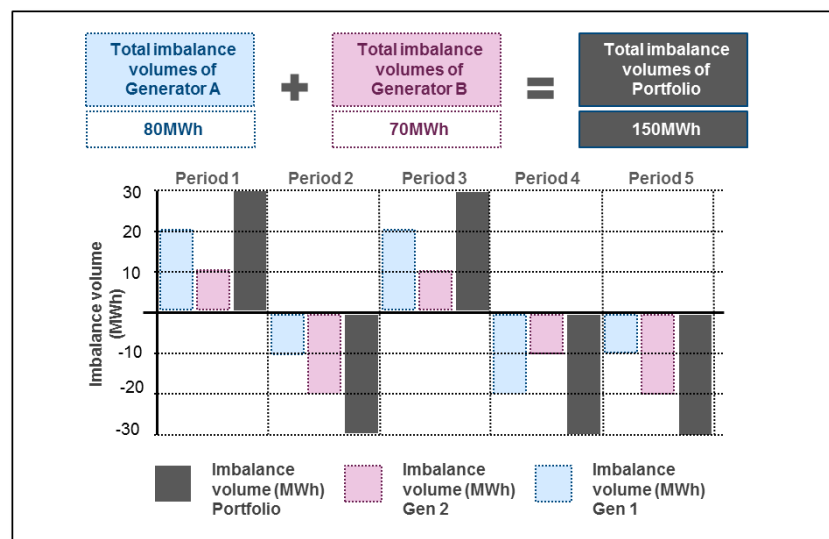 Total imbalance
volumes of
Generator A
+
Total imbalance
volumes of
Generator B
=
Total imbalance
volumes of
Portfolio
80MWh
70MWh
150MWh
Period 1
Period 2
Period 3
Period 4
Period 5
Imbalance volume
(MWh)
30
20
10
-10
-20
-30
Imbalance
volume (MWh)
Portfolio
Imbalance
volume (MWh)
Gen 2
Imbalance
volume (MWh)
Gen 1